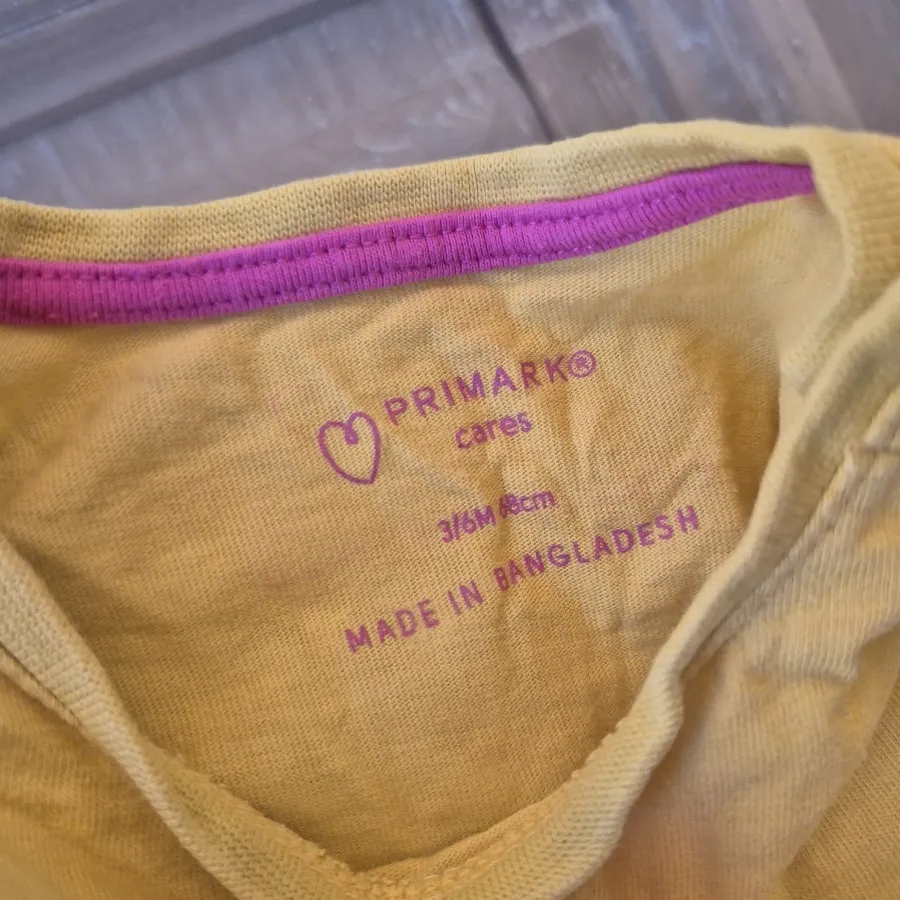 PRIMARK®
cares
3/6M 68cm
MADE IN BANGLADESH